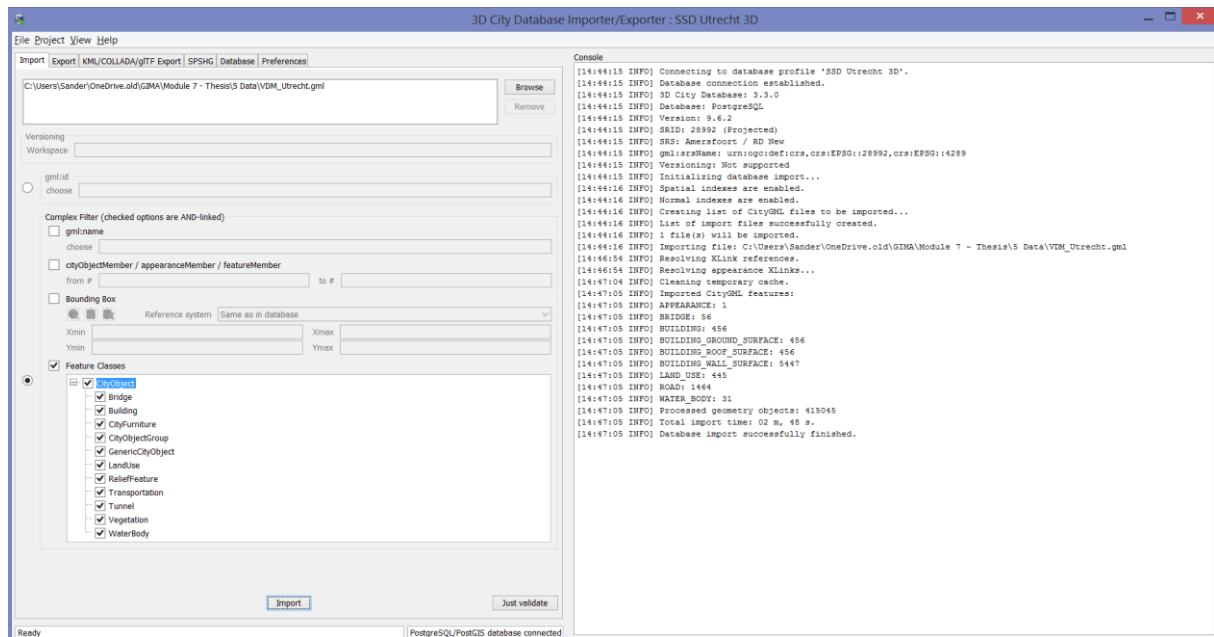 3D City Database Importer/Exporter : SSD Utrecht 3D
File Project View Help
Import Export KML/COLLADA/glTF Export SPSHG Database Preferences
C:\Users\Sander\OneDrive.old\GIMA\Module 7 - Thesis\5 Data\VDM_Utrecht.gml
Browse
Remove
Versioning
Workspace
gml:id
choose
Complex Filter (checked options are AND-linked)
gml:name
choose
cityObjectMember / appearanceMember / featureMember
from # to #
Bounding Box
Reference system Same as in database
Xmin Xmax
Ymin Ymax
Feature Classes
CityObject
Bridge
Building
CityFurniture
CityObjectGroup
GenericCityObject
LandUse
ReliefFeature
Transportation
Tunnel
Vegetation
WaterBody
Import Just validate
Ready PostgreSQL/PostGIS database connected
Console
[14:44:15 INFO] Connecting to database profile 'SSD Utrecht 3D'.
[14:44:15 INFO] Database connection established.
[14:44:15 INFO] 3D City Database: 3.3.0
[14:44:15 INFO] Database: PostgreSQL
[14:44:15 INFO] Version: 9.6.2
[14:44:15 INFO] SRID: 28992 (Projected)
[14:44:15 INFO] SRS: Amersfoort / RD New
[14:44:15 INFO] gml:srsName: urn:ogc:def:crs,crs:EPSG::28992,crs:EPSG::4289
[14:44:15 INFO] Versioning: Not supported
[14:44:15 INFO] Initializing database import...
[14:44:16 INFO] Spatial indexes are enabled.
[14:44:16 INFO] Normal indexes are enabled.
[14:44:16 INFO] Creating list of CityGML files to be imported...
[14:44:16 INFO] List of import files successfully created.
[14:44:16 INFO] 1 file(s) will be imported.
[14:44:16 INFO] Importing file: C:\Users\Sander\OneDrive.old\GIMA\Module 7 - Thesis\5 Data\VDM_Utrecht.gml
[14:46:54 INFO] Resolving XLink references.
[14:46:54 INFO] Resolving appearance XLinks...
[14:47:04 INFO] Cleaning temporary cache.
[14:47:05 INFO] Imported CityGML features:
[14:47:05 INFO] APPEARANCE: 1
[14:47:05 INFO] BRIDGE: 56
[14:47:05 INFO] BUILDING: 456
[14:47:05 INFO] BUILDING_GROUND_SURFACE: 456
[14:47:05 INFO] BUILDING_ROOF_SURFACE: 456
[14:47:05 INFO] BUILDING_WALL_SURFACE: 5447
[14:47:05 INFO] LAND_USE: 445
[14:47:05 INFO] ROAD: 1464
[14:47:05 INFO] WATER_BODY: 31
[14:47:05 INFO] Processed geometry objects: 415045
[14:47:05 INFO] Total import time: 02 m, 48 s.
[14:47:05 INFO] Database import successfully finished.